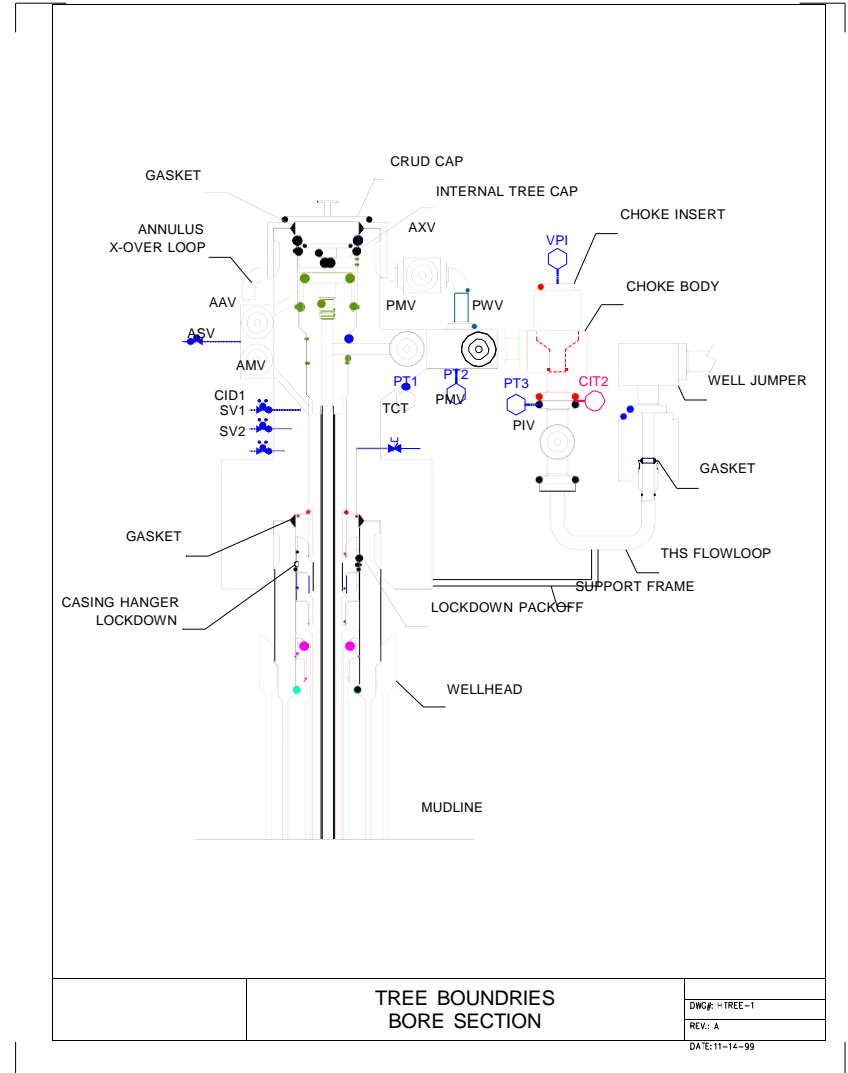 CRUD CAP
GASKET
INTERNAL TREE CAP
CHOKE INSERT
ANNULUS
X-OVER LOOP
AXV
VPI
CHOKE BODY
AAV
PMV
PWV
ASV
AMV
PT1
PT2
PT3
CIT2
WELL JUMPER
CID1
SV1
TCT
PMV
SV2
PIV
GASKET
GASKET
THS FLOWLOOP
SUPPORT FRAME
CASING HANGER
LOCKDOWN
LOCKDOWN PACKOFF
WELLHEAD
MUDLINE
TREE BOUNDRIES
BORE SECTION
DWG#: HTREE-1
REV.: A
DATE:11-14-99